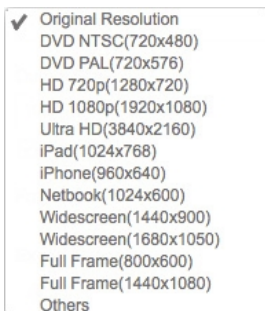 Original Resolution
DVD NTSC(720x480)
DVD PAL(720x576)
HD 720p(1280x720)
HD 1080p(1920x1080)
Ultra HD(3840x2160)
iPad(1024x768)
iPhone(960x640)
Netbook(1024x600)
Widescreen(1440x900)
Widescreen(1680x1050)
Full Frame(800x600)
Full Frame(1440x1080)
Others